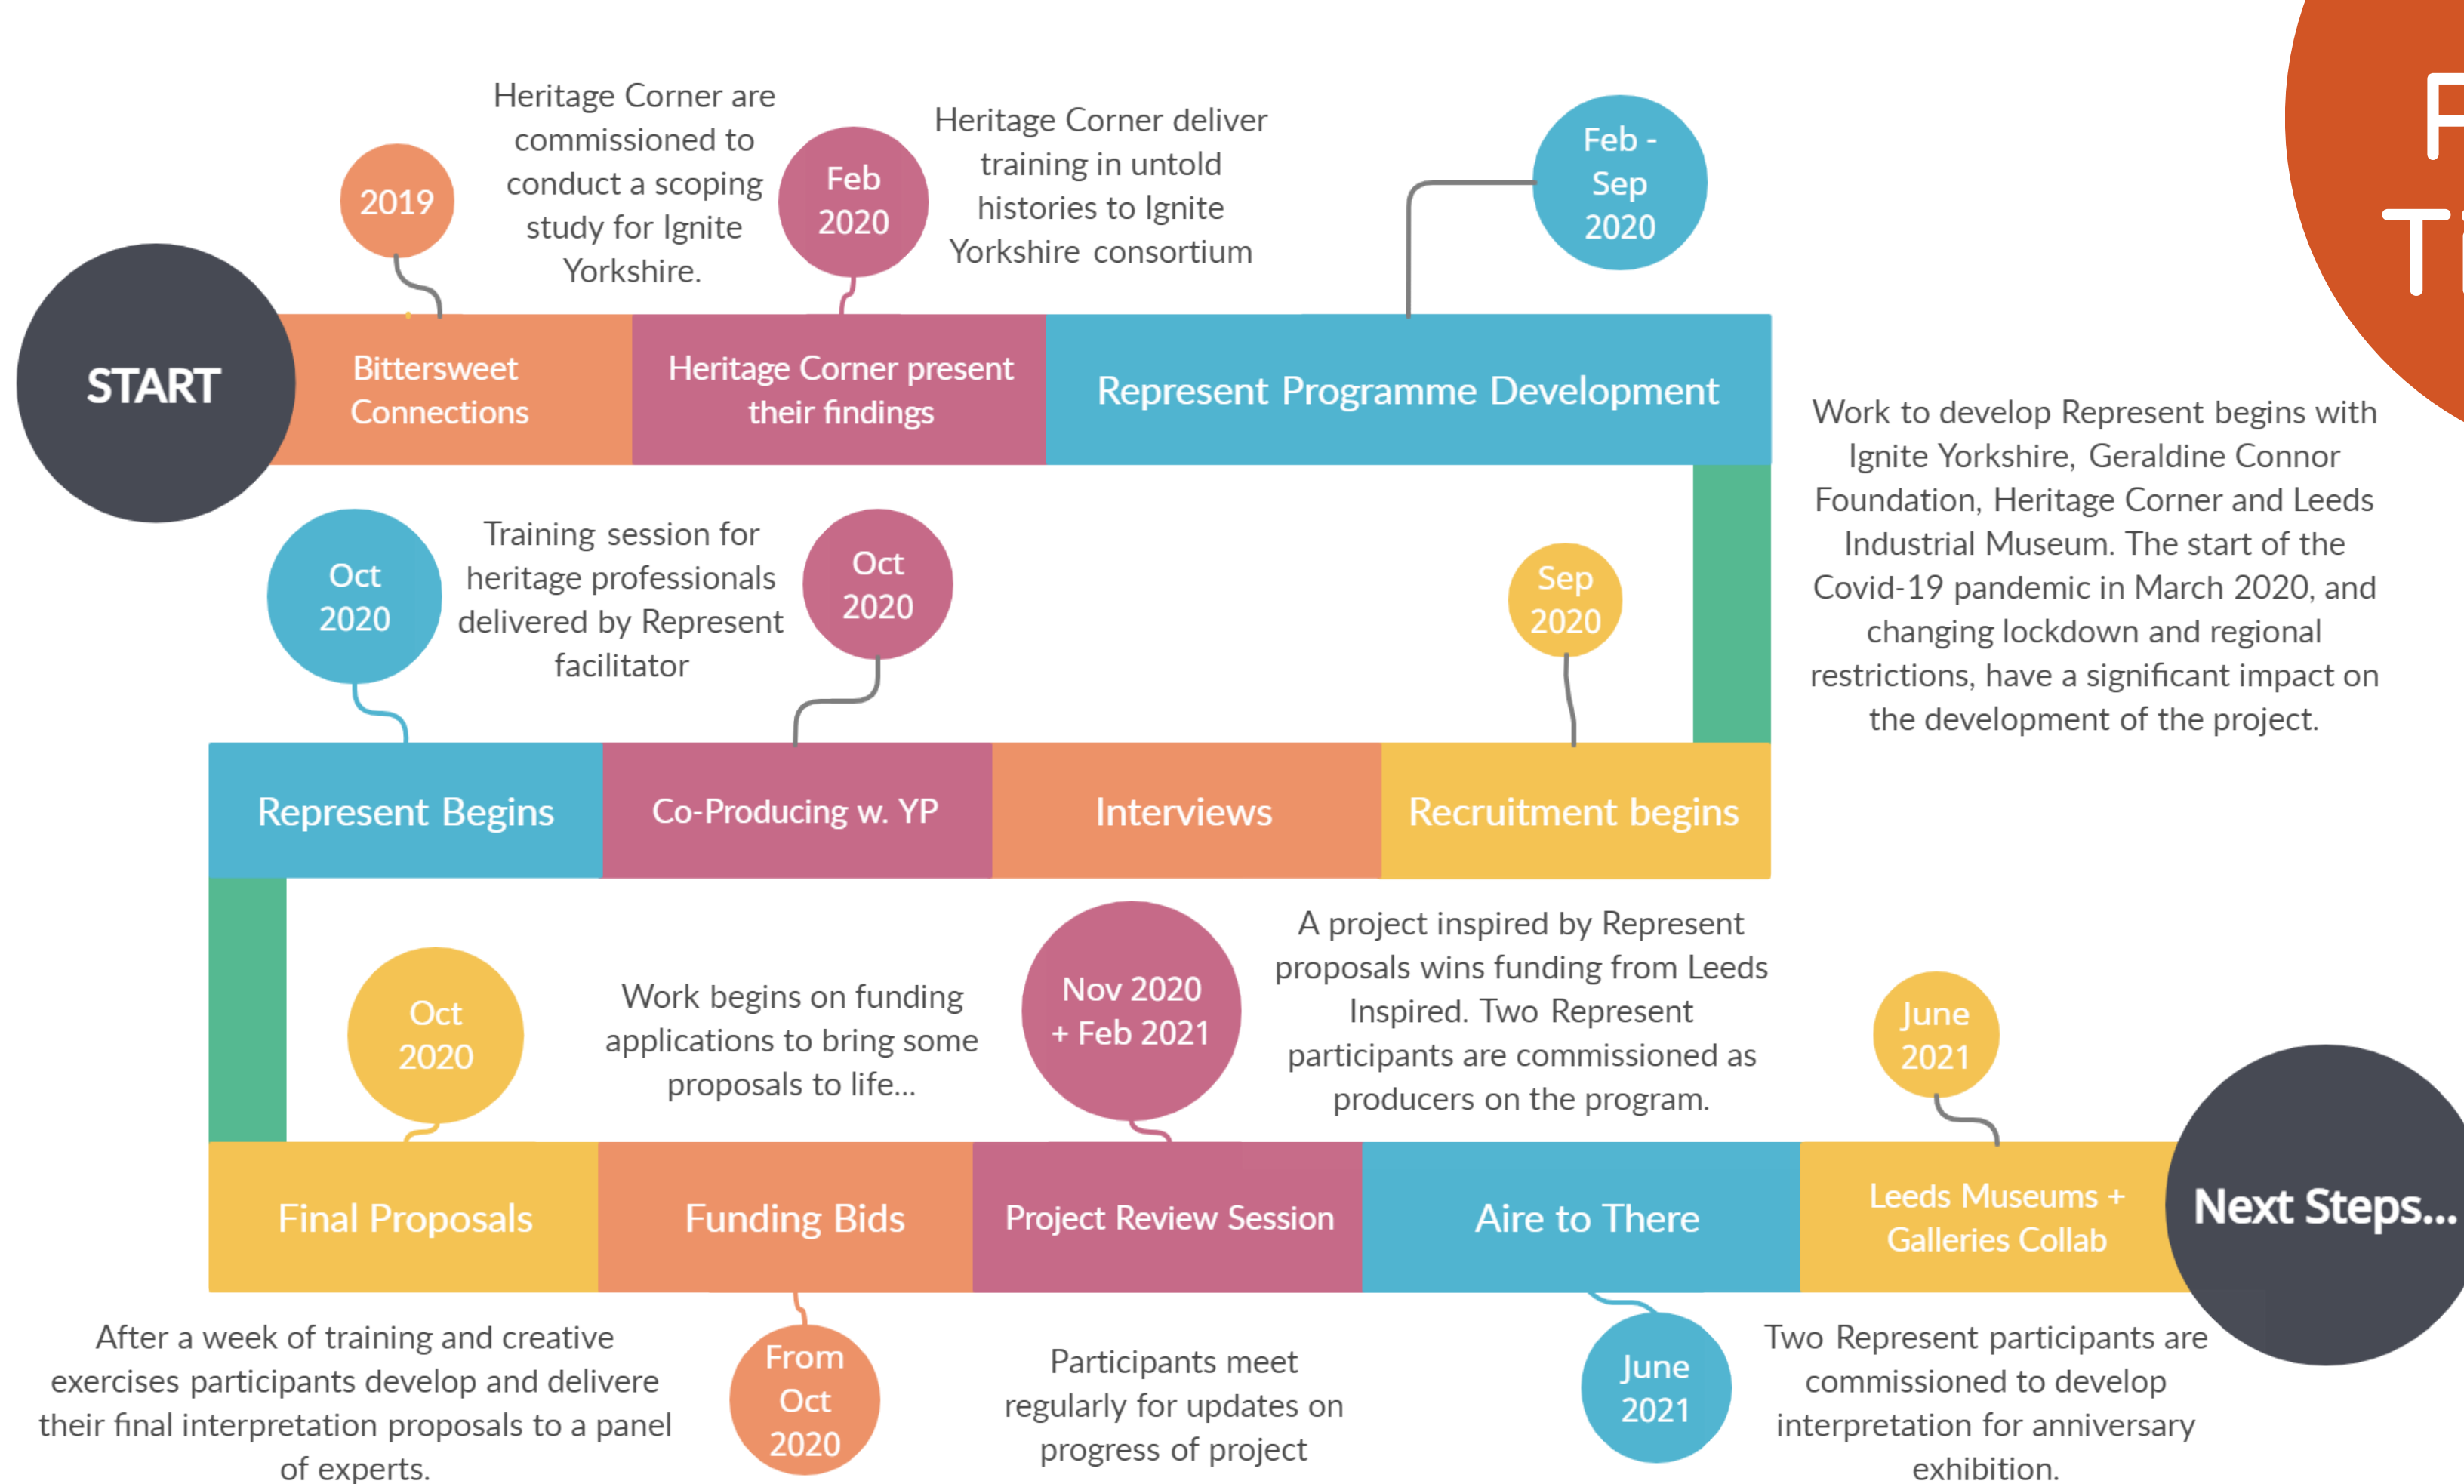 Heritage Corner are
commissioned to
conduct a scoping
study for Ignite
Yorkshire.
Heritage Corner deliver
training in untold
histories to Ignite
Yorkshire consortium
2019
Feb
2020
Feb -
Sep
2020
START
Bittersweet
Connections
Heritage Corner present
their findings
Represent Programme Development
Work to develop Represent begins with
Ignite Yorkshire, Geraldine Connor
Foundation, Heritage Corner and Leeds
Industrial Museum. The start of the
Covid-19 pandemic in March 2020, and
changing lockdown and regional
restrictions, have a significant impact on
the development of the project.
Oct
2020
Training session for
heritage professionals
delivered by Represent
facilitator
Oct
2020
Sep
2020
Represent Begins
Co-Producing w. YP
Interviews
Recruitment begins
Oct
2020
Work begins on funding
applications to bring some
proposals to life...
Nov 2020
+ Feb 2021
A project inspired by Represent
proposals wins funding from Leeds
Inspired. Two Represent
participants are commissioned as
producers on the program.
June
2021
Final Proposals
Funding Bids
Project Review Session
Aire to There
Leeds Museums +
Galleries Collab
Next Steps...
After a week of training and creative
exercises participants develop and delivere
their final interpretation proposals to a panel
of experts.
From
Oct
2020
Participants meet
regularly for updates on
progress of project
June
2021
Two Represent participants are
commissioned to develop
interpretation for anniversary
exhibition.